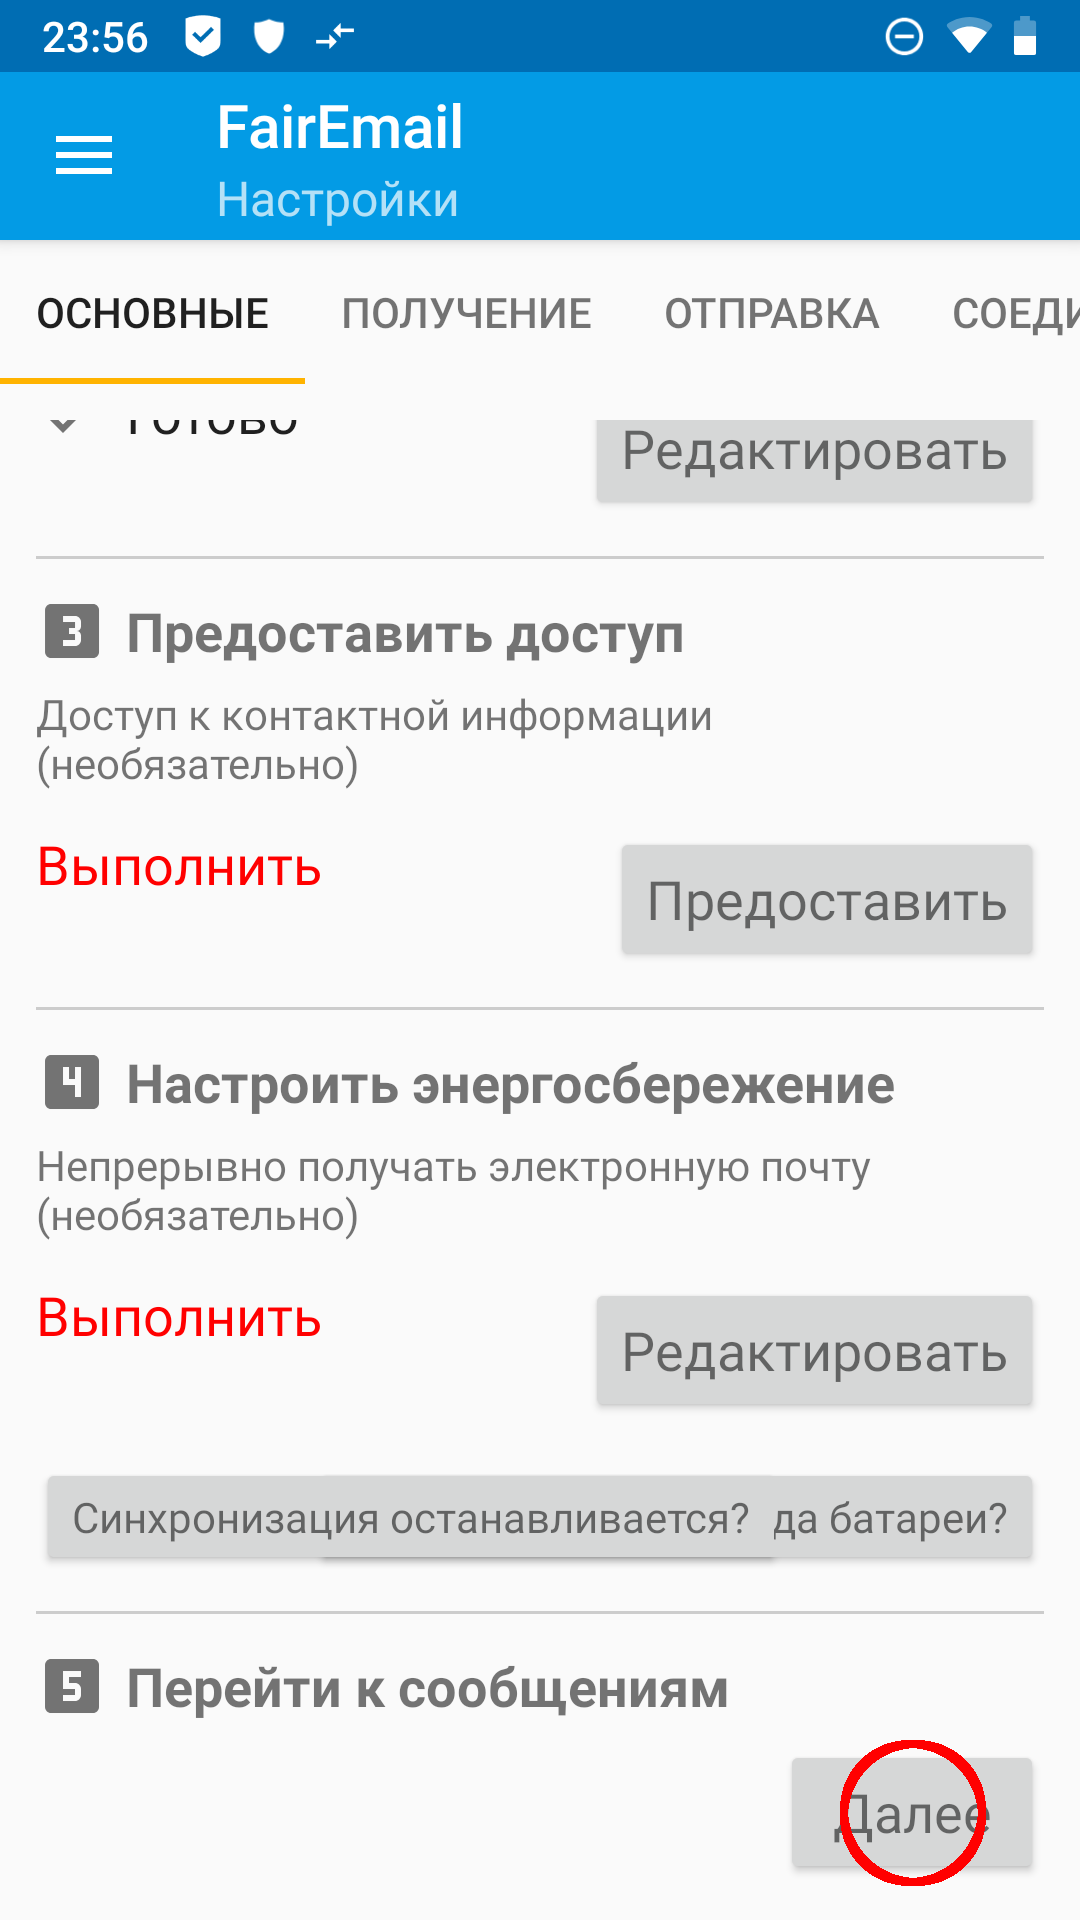 23:56
FairEmail
Настройки
ОСНОВНЫЕ ПОЛУЧЕНИЕ ОТПРАВКА СОЕДИ
Готово
Редактировать
3 Предоставить доступ
Доступ к контактной информации
(необязательно)
Выполнить
Предоставить
4 Настроить энергосбережение
Непрерывно получать электронную почту
(необязательно)
Выполнить
Редактировать
Синхронизация останавливается? да батареи?
5 Перейти к сообщениям
Далее